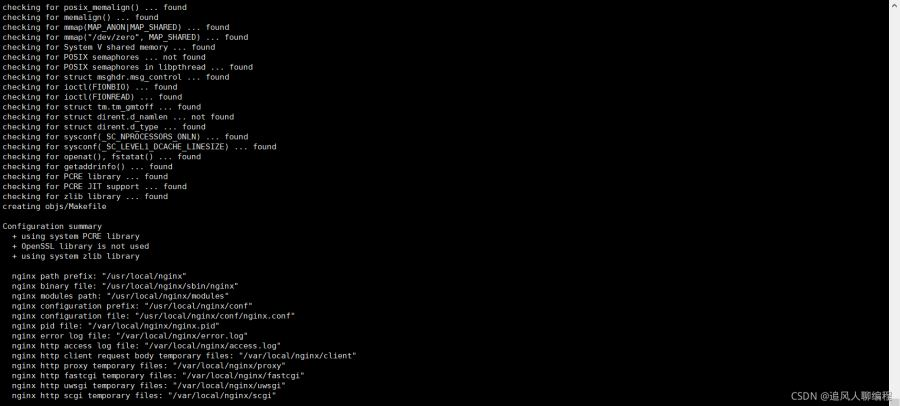 checking for posix_memalign() ... found
checking for memalign() ... found
checking for mmap(MAP_ANON|MAP_SHARED) ... found
checking for mmap("/dev/zero", MAP_SHARED) ... found
checking for System V shared memory ... found
checking for POSIX semaphores ... not found
checking for POSIX semaphores in libpthread ... found
checking for struct msghdr.msg_control ... found
checking for ioctl(FIONBIO) ... found
checking for ioctl(FIONREAD) ... found
checking for struct tm.tm_gmtoff ... found
checking for struct dirent.d_namlen ... not found
checking for struct dirent.d_type ... found
checking for sysconf(_SC_NPROCESSORS_ONLN) ... found
checking for sysconf(_SC_LEVEL1_DCACHE_LINESIZE) ... found
checking for openat(), fstatat() ... found
checking for getaddrinfo() ... found
checking for PCRE library ... found
checking for PCRE JIT support ... found
checking for zlib library ... found
creating objs/Makefile
Configuration summary
+ using system PCRE library
+ OpenSSL library is not used
+ using system zlib library
nginx path prefix: "/usr/local/nginx"
nginx binary file: "/usr/local/nginx/sbin/nginx"
nginx modules path: "/usr/local/nginx/modules"
nginx configuration prefix: "/usr/local/nginx/conf"
nginx configuration file: "/usr/local/nginx/conf/nginx.conf"
nginx pid file: "/var/local/nginx/nginx.pid"
nginx error log file: "/var/local/nginx/error.log"
nginx http access log file: "/var/local/nginx/access.log"
nginx http client request body temporary files: "/var/local/nginx/client"
nginx http proxy temporary files: "/var/local/nginx/proxy"
nginx http fastcgi temporary files: "/var/local/nginx/fastcgi"
nginx http uwsgi temporary files: "/var/local/nginx/uwsgi"
nginx http scgi temporary files: "/var/local/nginx/scgi"
CSDN @追风人聊编程